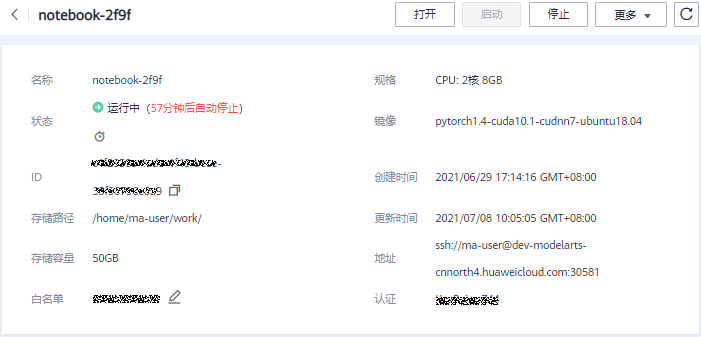 notebook-2f9f
打开
启动
停止
更多
名称
notebook-2f9f
规格
CPU: 2核 8GB
状态
运行中（57分钟后自动停止）
镜像
pytorch1.4-cuda10.1-cudnn7-ubuntu18.04
ID
创建时间
2021/06/29 17:14:16 GMT+08:00
存储路径
/home/ma-user/work/
更新时间
2021/07/08 10:05:05 GMT+08:00
存储容量
50GB
地址
ssh://ma-user@dev-modelarts-
cnnorth4.huaweicloud.com:30581
白名单
认证